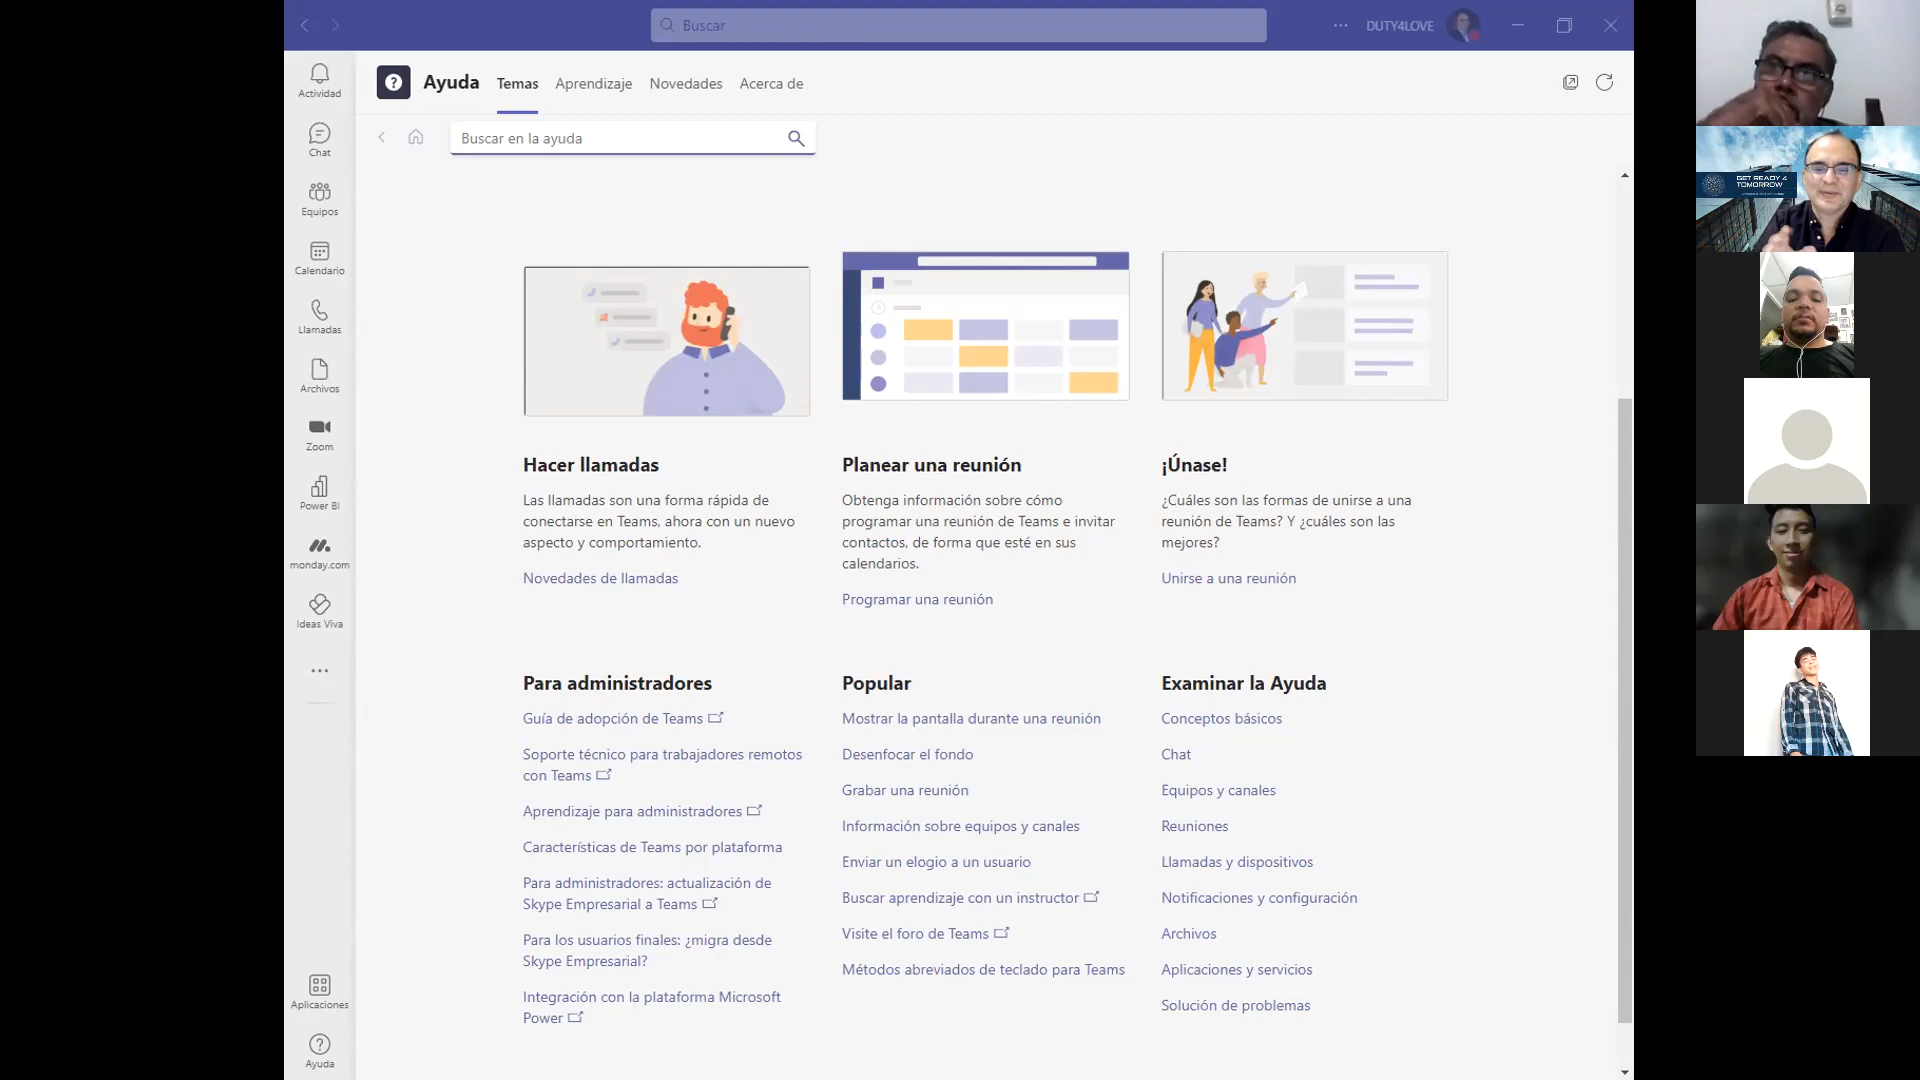 Buscar
DUTY4LOVE
Ayuda
Temas
Aprendizaje
Novedades
Acerca de
Buscar en la ayuda
Actividad
Chat
Equipos
Calendario
Llamadas
Archivos
Zoom
Power BI
monday.com
Ideas Viva
Aplicaciones
Ayuda
Hacer llamadas
Las llamadas son una forma rápida de
conectarse en Teams, ahora con un nuevo
aspecto y comportamiento.
Novedades de llamadas
Planear una reunión
Obtenga información sobre cómo
programar una reunión de Teams e invitar
contactos, de forma que esté en sus
calendarios.
Programar una reunión
¡Únase!
¿Cuáles son las formas de unirse a una
reunión de Teams? Y ¿cuáles son las
mejores?
Unirse a una reunión
Para administradores
Guía de adopción de Teams
Soporte técnico para trabajadores remotos
con Teams
Aprendizaje para administradores
Características de Teams por plataforma
Para administradores: actualización de
Skype Empresarial a Teams
Para los usuarios finales: ¿migra desde
Skype Empresarial?
Integración con la plataforma Microsoft
Power
Popular
Mostrar la pantalla durante una reunión
Desenfocar el fondo
Grabar una reunión
Información sobre equipos y canales
Enviar un elogio a un usuario
Buscar aprendizaje con un instructor
Visite el foro de Teams
Métodos abreviados de teclado para Teams
Examinar la Ayuda
Conceptos básicos
Chat
Equipos y canales
Reuniones
Llamadas y dispositivos
Notificaciones y configuración
Archivos
Aplicaciones y servicios
Solución de problemas
GET READY 4
TOMORROW